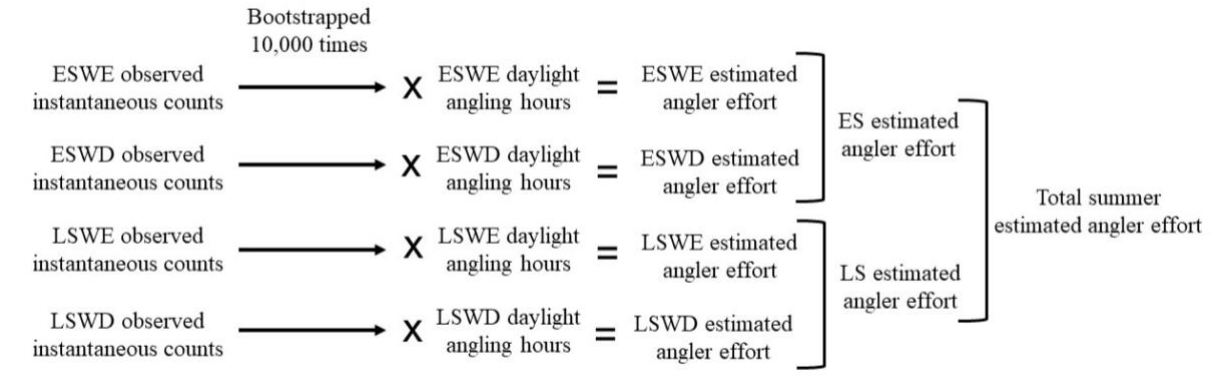 Bootstrapped
10,000 times
ESWE observed
instantaneous counts
X
ESWE daylight
angling hours
=
ESWE estimated
angler effort
ESWD observed
instantaneous counts
X
ESWD daylight
angling hours
=
ESWD estimated
angler effort
ES estimated
angler effort
LSWE observed
instantaneous counts
X
LSWE daylight
angling hours
=
LSWE estimated
angler effort
LSWD observed
instantaneous counts
X
LSWD daylight
angling hours
=
LSWD estimated
angler effort
LS estimated
angler effort
Total summer
estimated angler effort